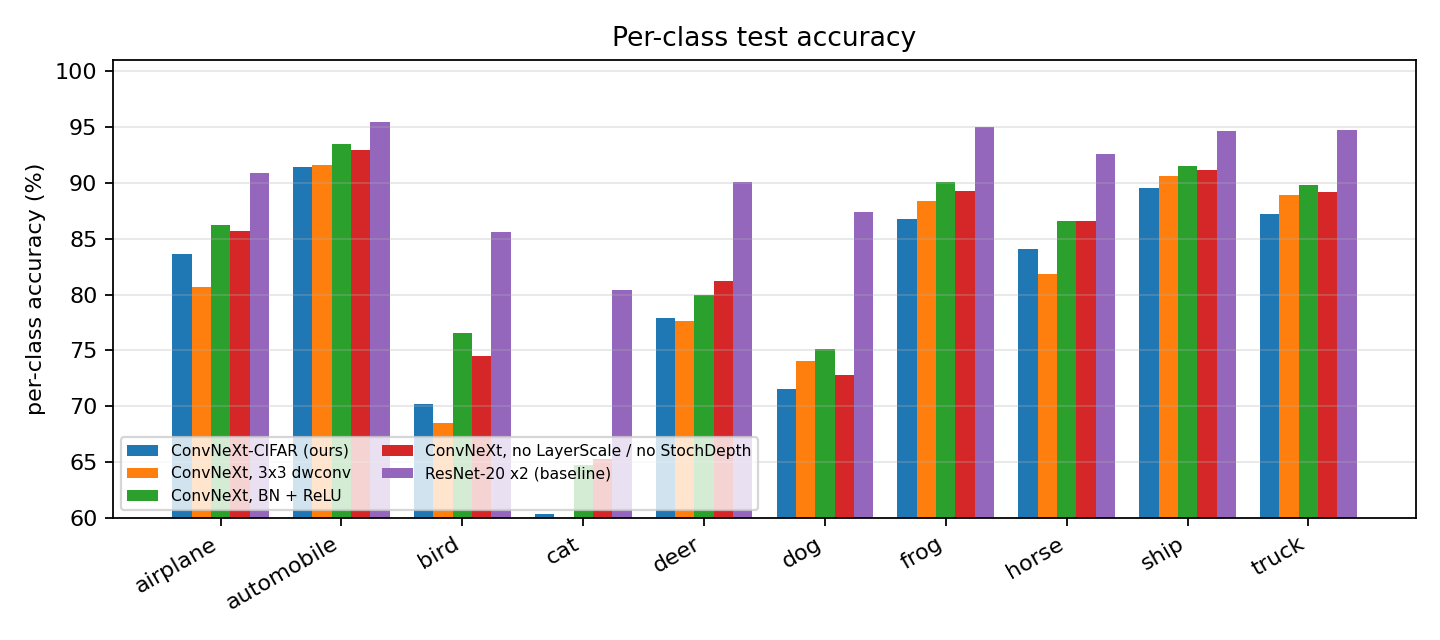 Per-class test accuracy
per-class accuracy (%)
100
95
90
85
80
75
70
65
60
ConvNeXt-CIFAR (ours)
ConvNeXt, 3x3 dwconv
ConvNeXt, BN + ReLU
ConvNeXt, no LayerScale / no StochDepth
ResNet-20 x2 (baseline)
airplane
automobile
bird
cat
deer
dog
frog
horse
ship
truck